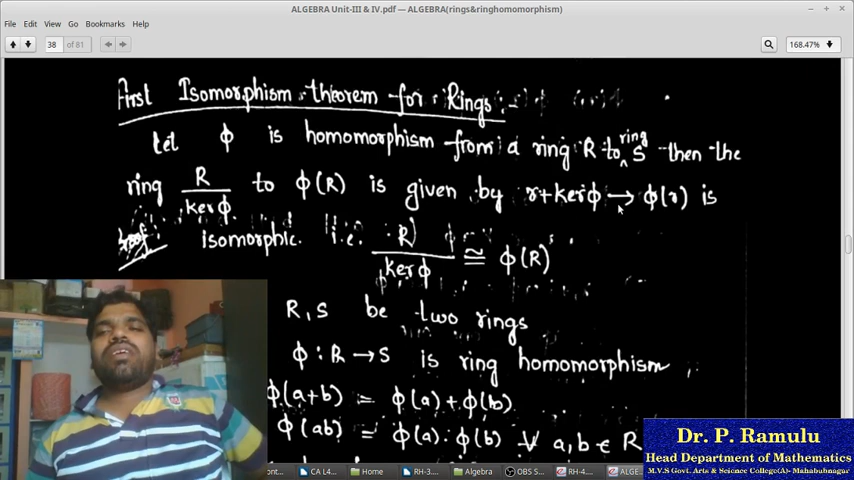 ALGEBRA Unit-III & IV.pdf — ALGEBRA(rings&ringhomomorphism)
File Edit View Go Bookmarks Help
38 of 81
168.47%
First Isomorphism theorem for Rings :-
Let ϕ is homomorphism from a ring R to ring S then the
ring R/kerϕ to ϕ(R) is given by r+kerϕ → ϕ(r) is
isomorphic. i.e. R/kerϕ ≅ ϕ(R)
Proof
R, S be two rings
ϕ : R → S is ring homomorphism
ϕ(a+b) = ϕ(a) + ϕ(b)
ϕ(ab) = ϕ(a) · ϕ(b) ∀ a, b ∈ R
Dr. P. Ramulu
Head Department of Mathematics
M.V.S Govt. Arts & Science College(A)- Mahabubnagar
CA L4... Home RH-3.... Algebra OBS S... RH-4.... ALGE...